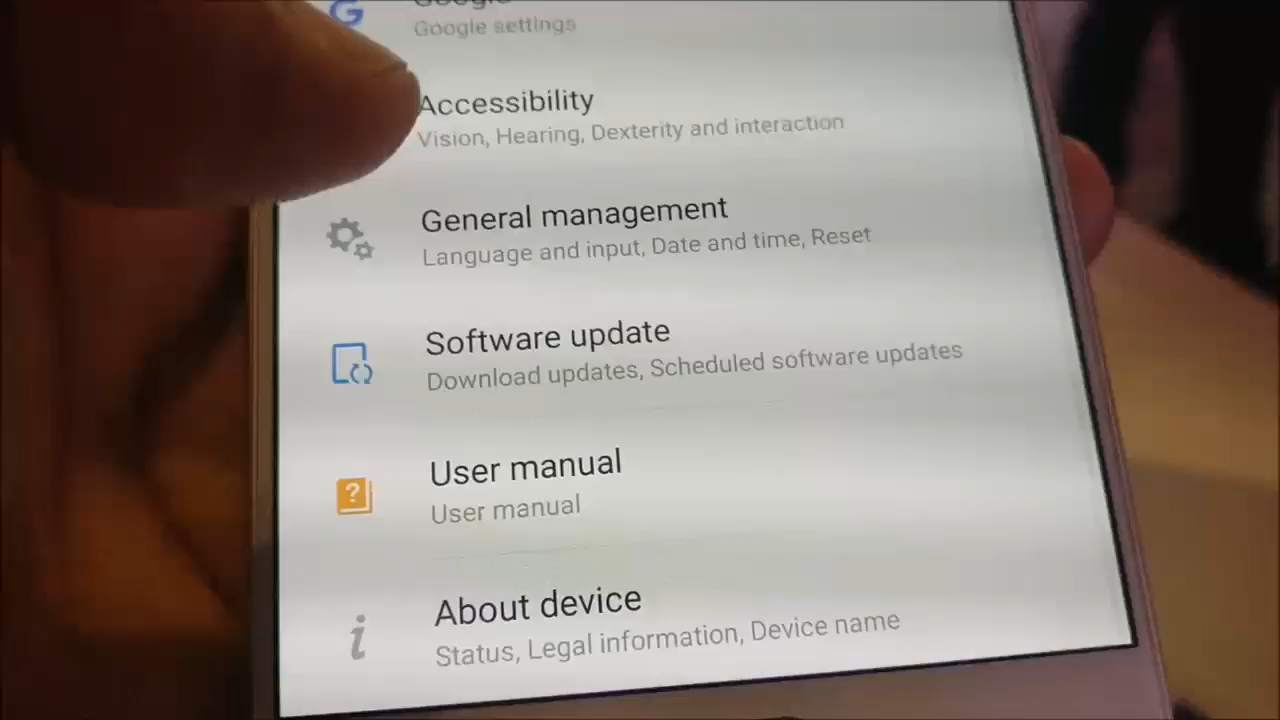 Google
Google settings
Accessibility
Vision, Hearing, Dexterity and interaction
General management
Language and input, Date and time, Reset
Software update
Download updates, Scheduled software updates
User manual
User manual
About device
Status, Legal information, Device name